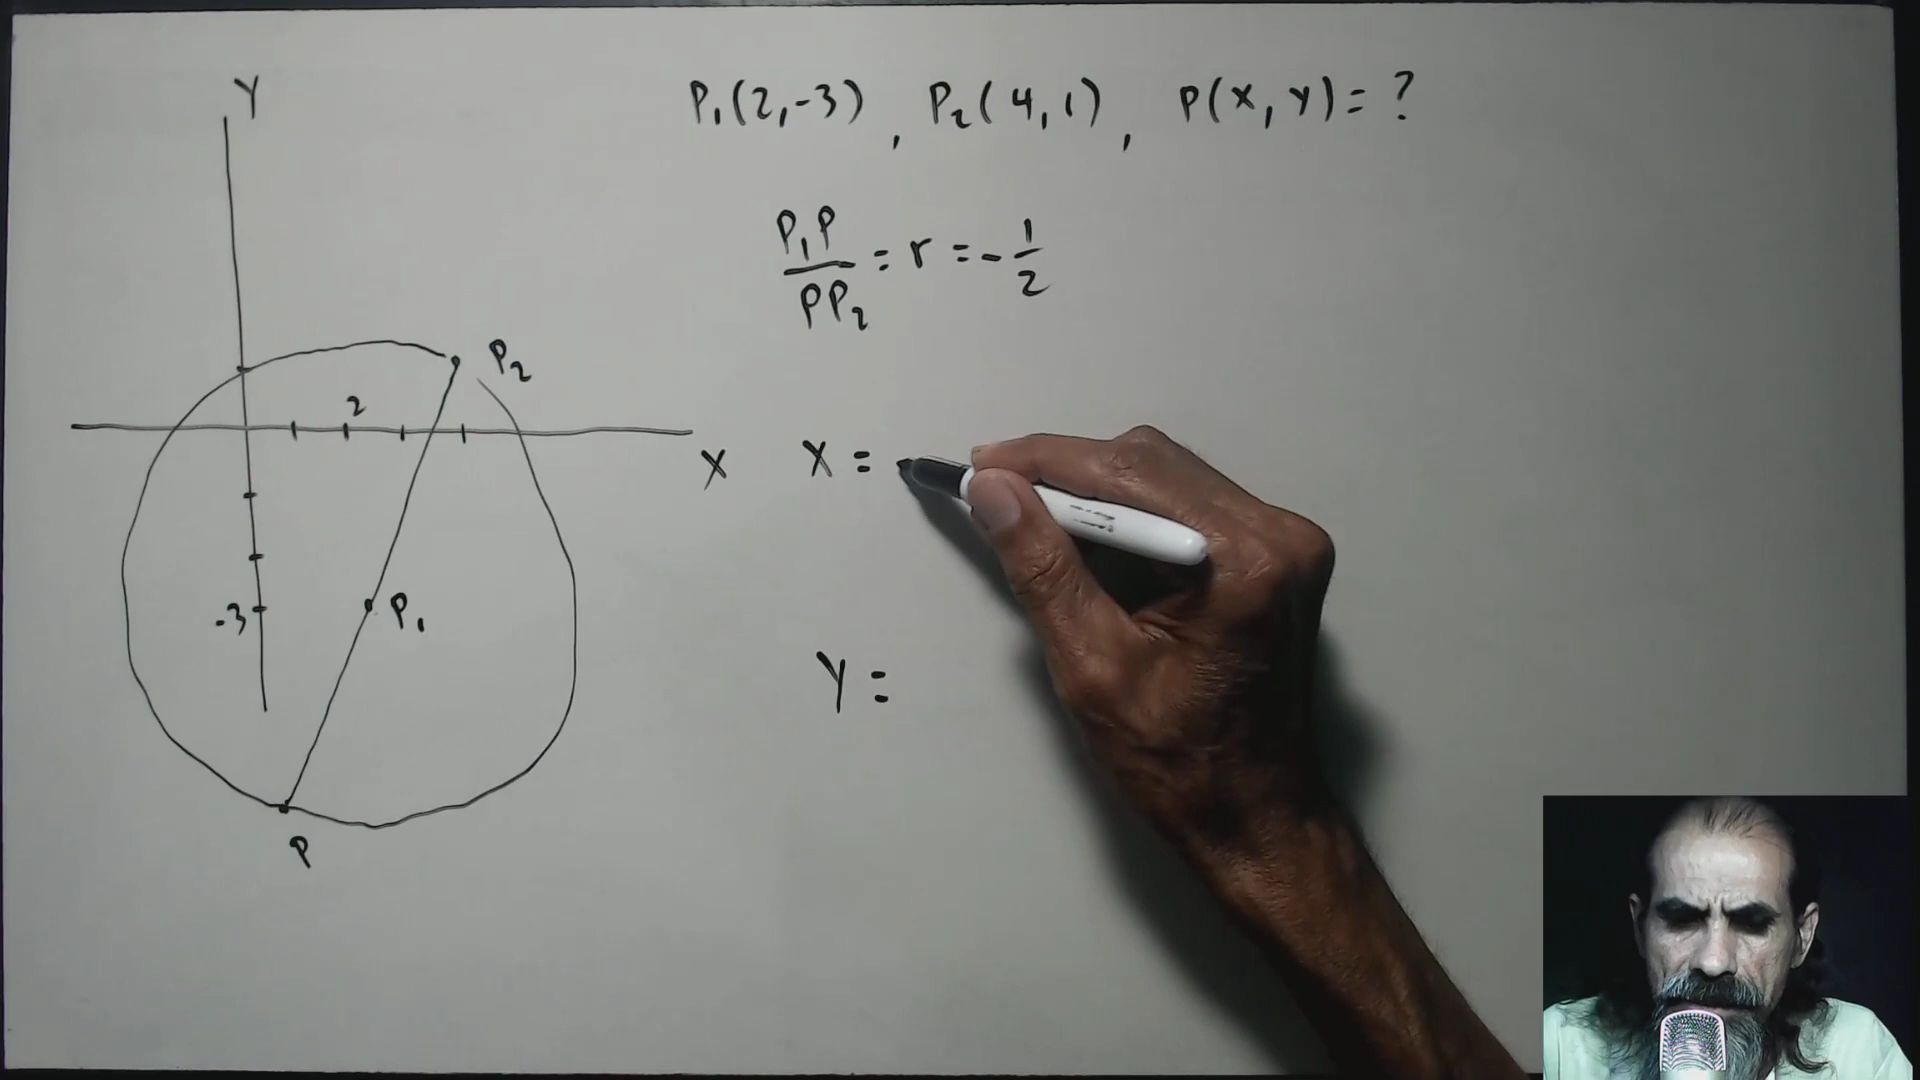 Y
P₁(2,-3) , P₂(4,1) , P(X,Y)= ?
P₁P/PP₂ = r = -1/2
P₂
2
X
X =
-3
P₁
Y =
P